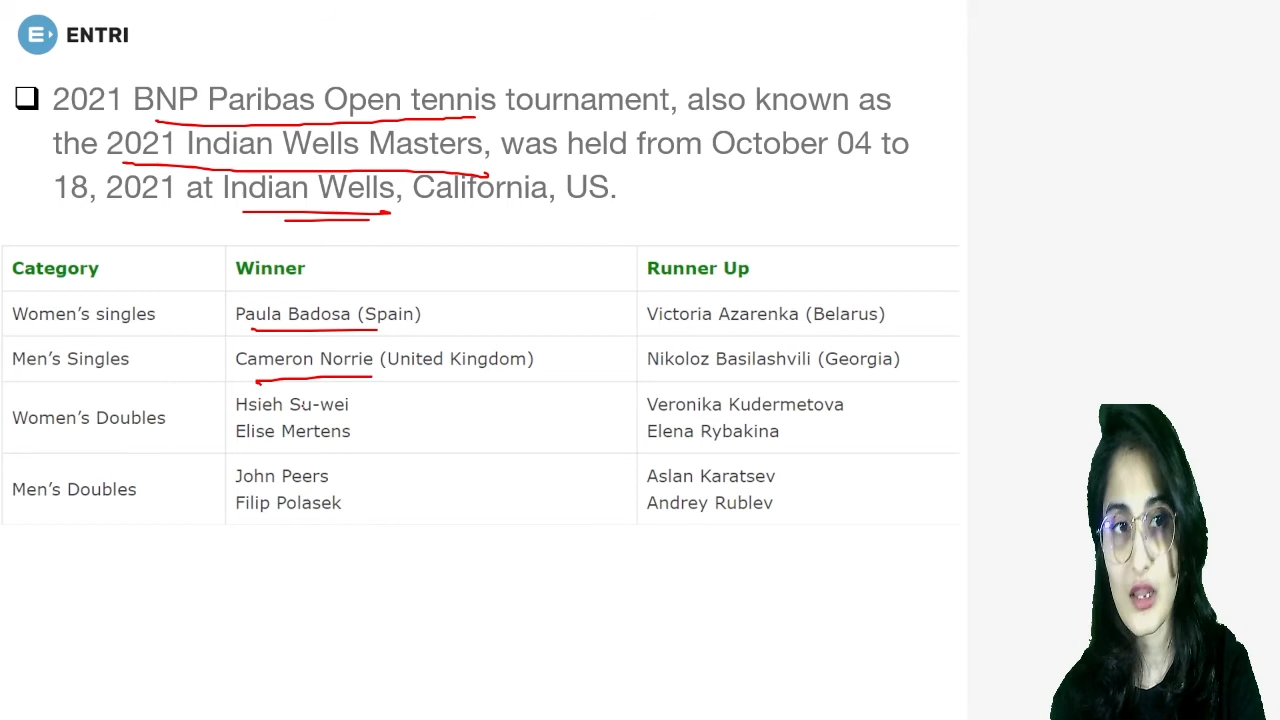 ENTRI
2021 BNP Paribas Open tennis tournament, also known as
the 2021 Indian Wells Masters, was held from October 04 to
18, 2021 at Indian Wells, California, US.
Category Winner Runner Up
Women’s singles Paula Badosa (Spain) Victoria Azarenka (Belarus)
Men’s Singles Cameron Norrie (United Kingdom) Nikoloz Basilashvili (Georgia)
Women’s Doubles Hsieh Su-wei Veronika Kudermetova
Elise Mertens Elena Rybakina
Men’s Doubles John Peers Aslan Karatsev
Filip Polasek Andrey Rublev